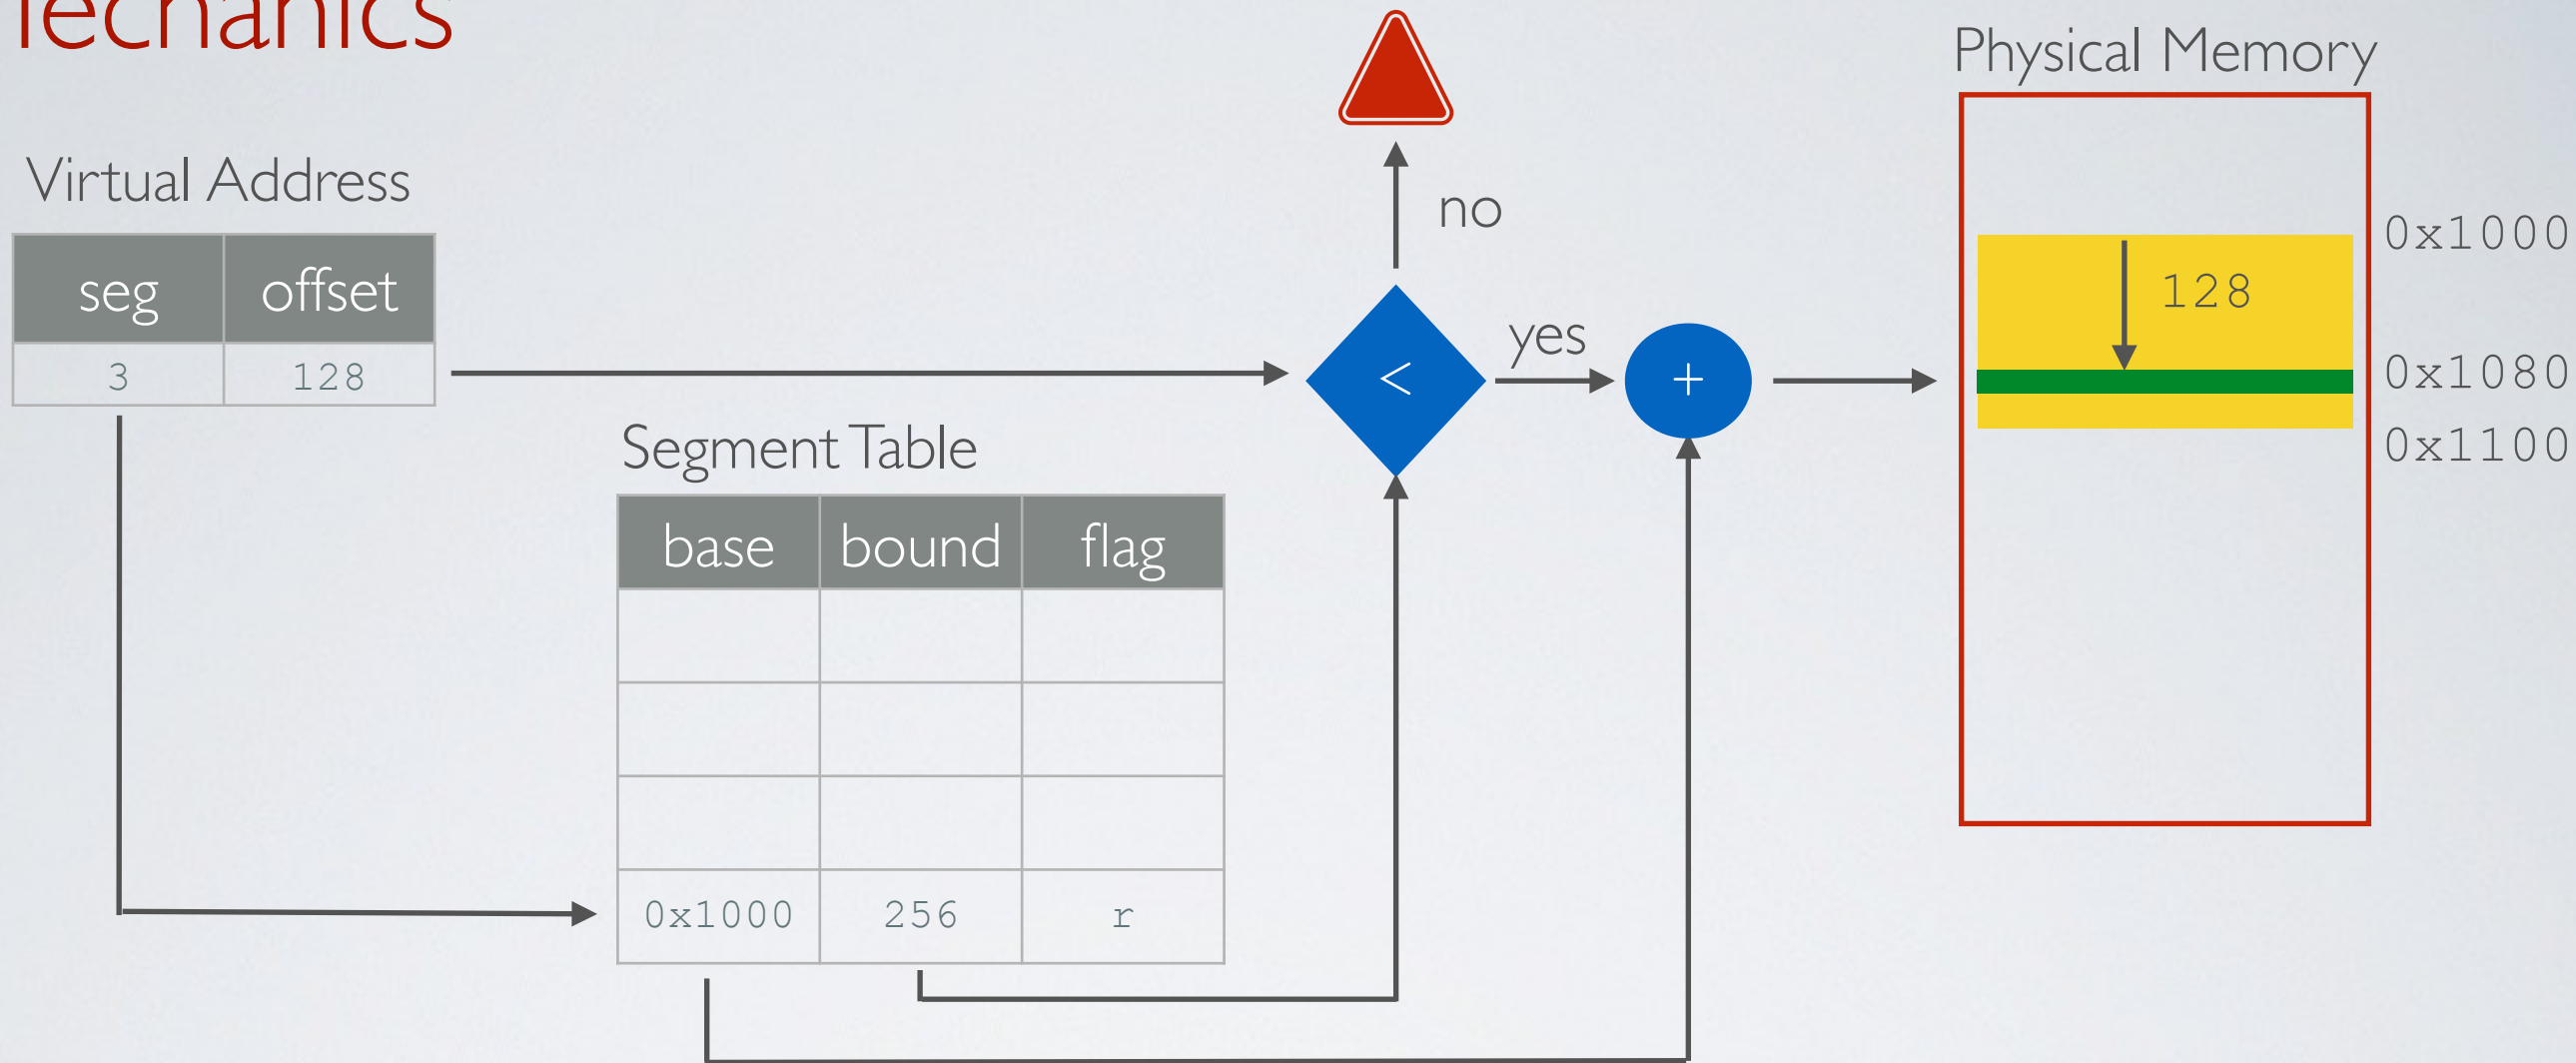 Physical Memory
Virtual Address
seg offset
3 128
no
yes
<
+
0x1000
128
0x1080
0x1100
Segment Table
base bound flag
0x1000 256 r